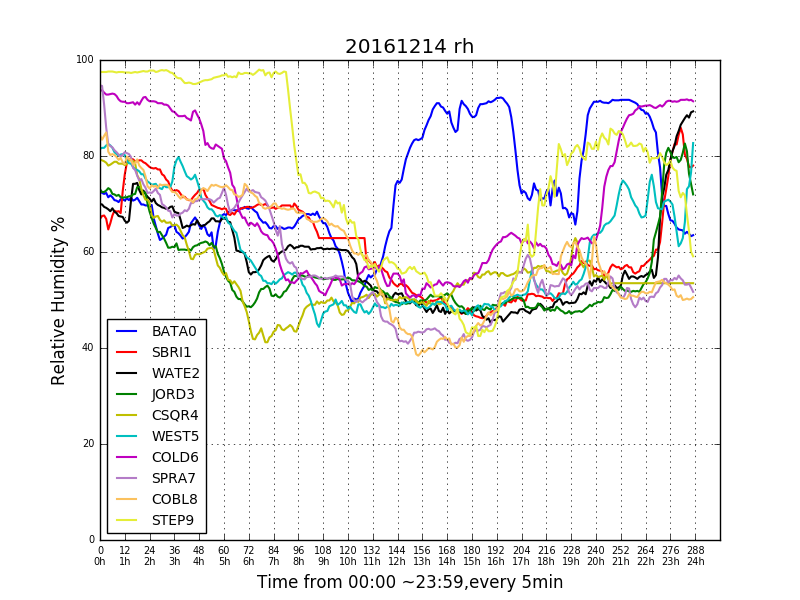 20161214 rh
100
80
60
40
20
0
Relative Humidity %
BATA0
SBRI1
WATE2
JORD3
CSQR4
WEST5
COLD6
SPRA7
COBL8
STEP9
0 12 24 36 48 60 72 84 96 108 120 132 144 156 168 180 192 204 216 228 240 252 264 276 288
0h 1h 2h 3h 4h 5h 6h 7h 8h 9h 10h 11h 12h 13h 14h 15h 16h 17h 18h 19h 20h 21h 22h 23h 24h
Time from 00:00 ~23:59,every 5min